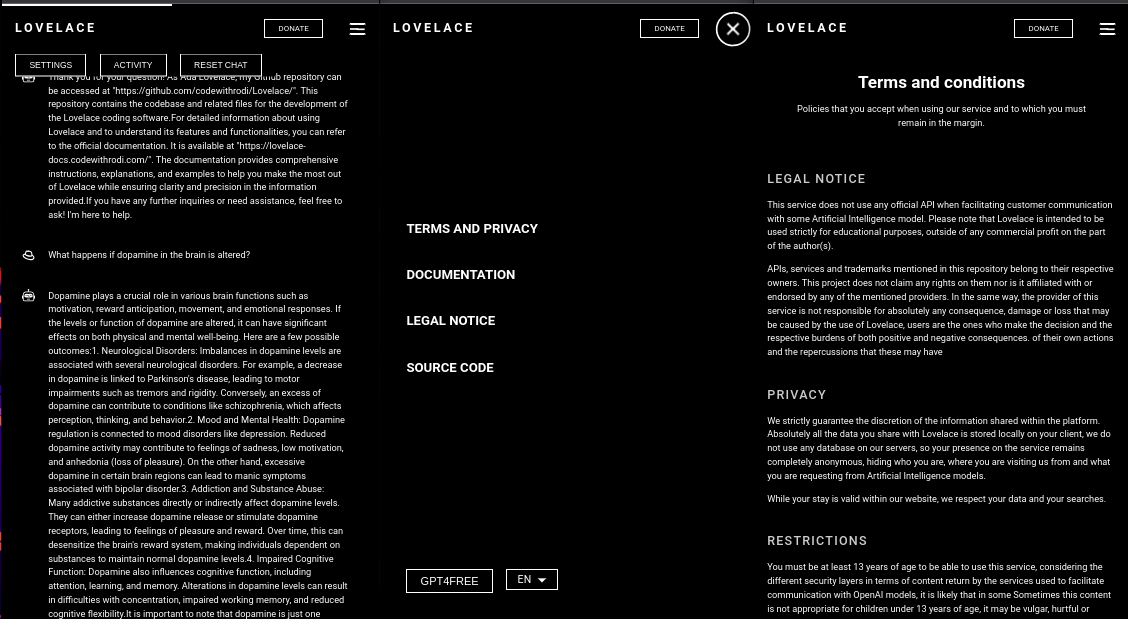 LOVELACE
DONATE
SETTINGS
ACTIVITY
RESET CHAT
Thank you for your question! As Ada Lovelace, my Github repository can
be accessed at "https://github.com/codewithrodi/Lovelace/". This
repository contains the codebase and related files for the development of
the Lovelace coding software.For detailed information about using
Lovelace and to understand its features and functionalities, you can refer
to the official documentation. It is available at "https://lovelace-
docs.codewithrodi.com/". The documentation provides comprehensive
instructions, explanations, and examples to help you make the most out
of Lovelace while ensuring clarity and precision in the information
provided.If you have any further inquiries or need assistance, feel free to
ask! I'm here to help.
What happens if dopamine in the brain is altered?
Dopamine plays a crucial role in various brain functions such as
motivation, reward anticipation, movement, and emotional responses. If
the levels or function of dopamine are altered, it can have significant
effects on both physical and mental well-being. Here are a few possible
outcomes:1. Neurological Disorders: Imbalances in dopamine levels are
associated with several neurological disorders. For example, a decrease
in dopamine is linked to Parkinson's disease, leading to motor
impairments such as tremors and rigidity. Conversely, an excess of
dopamine can contribute to conditions like schizophrenia, which affects
perception, thinking, and behavior.2. Mood and Mental Health: Dopamine
regulation is connected to mood disorders like depression. Reduced
dopamine activity may contribute to feelings of sadness, low motivation,
and anhedonia (loss of pleasure). On the other hand, excessive
dopamine in certain brain regions can lead to manic symptoms
associated with bipolar disorder.3. Addiction and Substance Abuse:
Many addictive substances directly or indirectly affect dopamine levels.
They can either increase dopamine release or stimulate dopamine
receptors, leading to feelings of pleasure and reward. Over time, this can
desensitize the brain's reward system, making individuals dependent on
substances to maintain normal dopamine levels.4. Impaired Cognitive
Function: Dopamine also influences cognitive function, including
attention, learning, and memory. Alterations in dopamine levels can result
in difficulties with concentration, impaired working memory, and reduced
cognitive flexibility.It is important to note that dopamine is just one
LOVELACE
DONATE
TERMS AND PRIVACY
DOCUMENTATION
LEGAL NOTICE
SOURCE CODE
GPT4FREE
EN
LOVELACE
DONATE
Terms and conditions
Policies that you accept when using our service and to which you must
remain in the margin.
LEGAL NOTICE
This service does not use any official API when facilitating customer communication
with some Artificial Intelligence model. Please note that Lovelace is intended to be
used strictly for educational purposes, outside of any commercial profit on the part
of the author(s).
APIs, services and trademarks mentioned in this repository belong to their respective
owners. This project does not claim any rights on them nor is it affiliated with or
endorsed by any of the mentioned providers. In the same way, the provider of this
service is not responsible for absolutely any consequence, damage or loss that may
be caused by the use of Lovelace, users are the ones who make the decision and the
respective burdens of both positive and negative consequences. of their own actions
and the repercussions that these may have
PRIVACY
We strictly guarantee the discretion of the information shared within the platform.
Absolutely all the data you share with Lovelace is stored locally on your client, we do
not use any database on our servers, so your presence on the service remains
completely anonymous, hiding who you are, where you are visiting us from and what
you are requesting from Artificial Intelligence models.
While your stay is valid within our website, we respect your data and your searches.
RESTRICTIONS
You must be at least 13 years of age to be able to use this service, considering the
different security layers in terms of content return by the services used to facilitate
communication with OpenAI models, it is likely that in some Sometimes this content
is not appropriate for children under 13 years of age, it may be vulgar, hurtful or